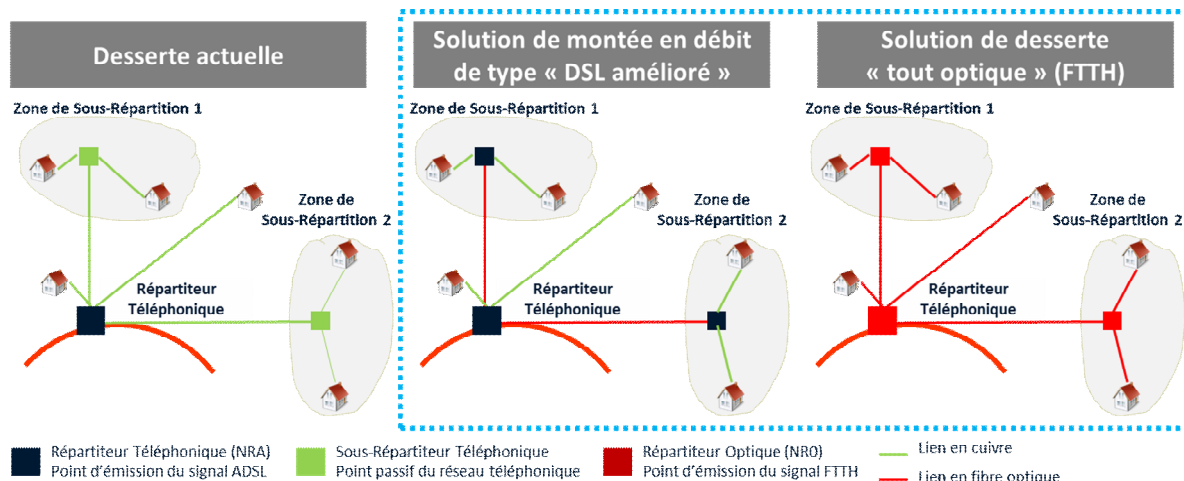 Desserte actuelle
Solution de montée en débit
de type « DSL amélioré »
Solution de desserte
« tout optique » (FTTH)
Zone de Sous-Répartition 1
Zone de
Sous-Répartition 2
Répartiteur
Téléphonique
Zone de Sous-Répartition 1
Zone de
Sous-Répartition 2
Répartiteur
Téléphonique
Zone de Sous-Répartition 1
Zone de
Sous-Répartition 2
Répartiteur
Téléphonique
Répartiteur Téléphonique (NRA)
Point d'émission du signal ADSL
Sous-Répartiteur Téléphonique
Point passif du réseau téléphonique
Répartiteur Optique (NRO)
Point d'émission du signal FTTH
Lien en cuivre
Lien en fibre optique